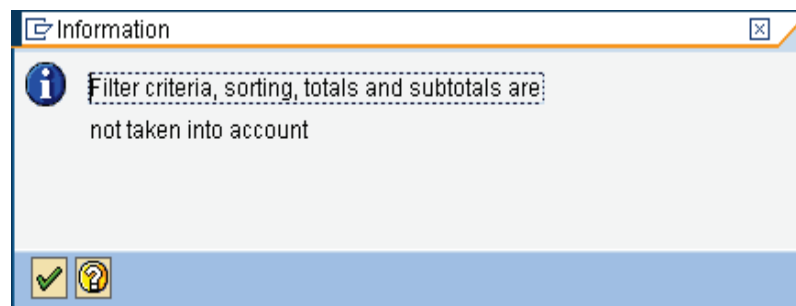 Information
Filter criteria, sorting, totals and subtotals are
not taken into account